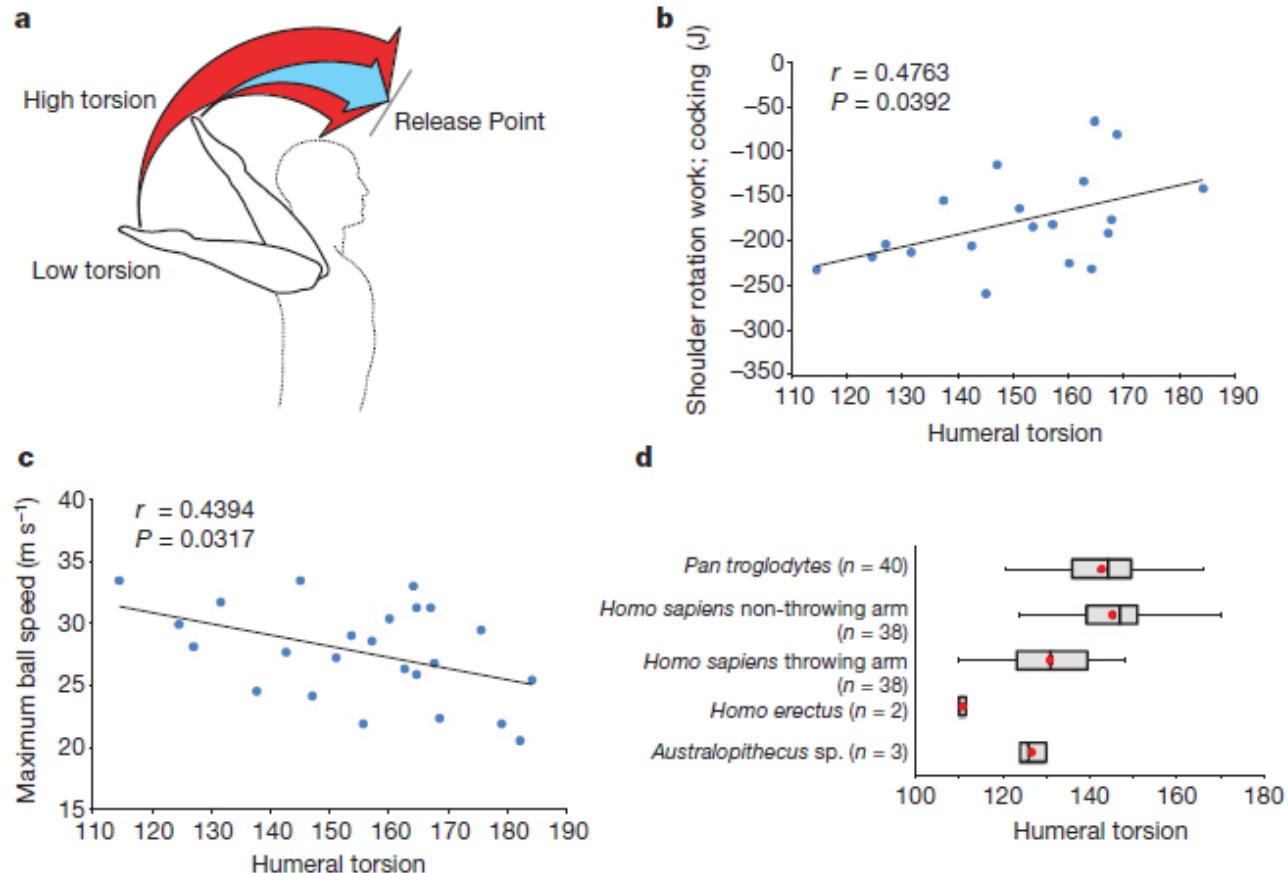 a
High torsion
Release Point
Low torsion
b
Shoulder rotation work; cocking (J)
0
–50
–100
–150
–200
–250
–300
–350
r = 0.4763
P = 0.0392
110 120 130 140 150 160 170 180 190
Humeral torsion
c
Maximum ball speed (m s⁻¹)
40
35
30
25
20
15
r = 0.4394
P = 0.0317
110 120 130 140 150 160 170 180 190
Humeral torsion
d
Pan troglodytes (n = 40)
Homo sapiens non-throwing arm
(n = 38)
Homo sapiens throwing arm
(n = 38)
Homo erectus (n = 2)
Australopithecus sp. (n = 3)
100 120 140 160 180
Humeral torsion